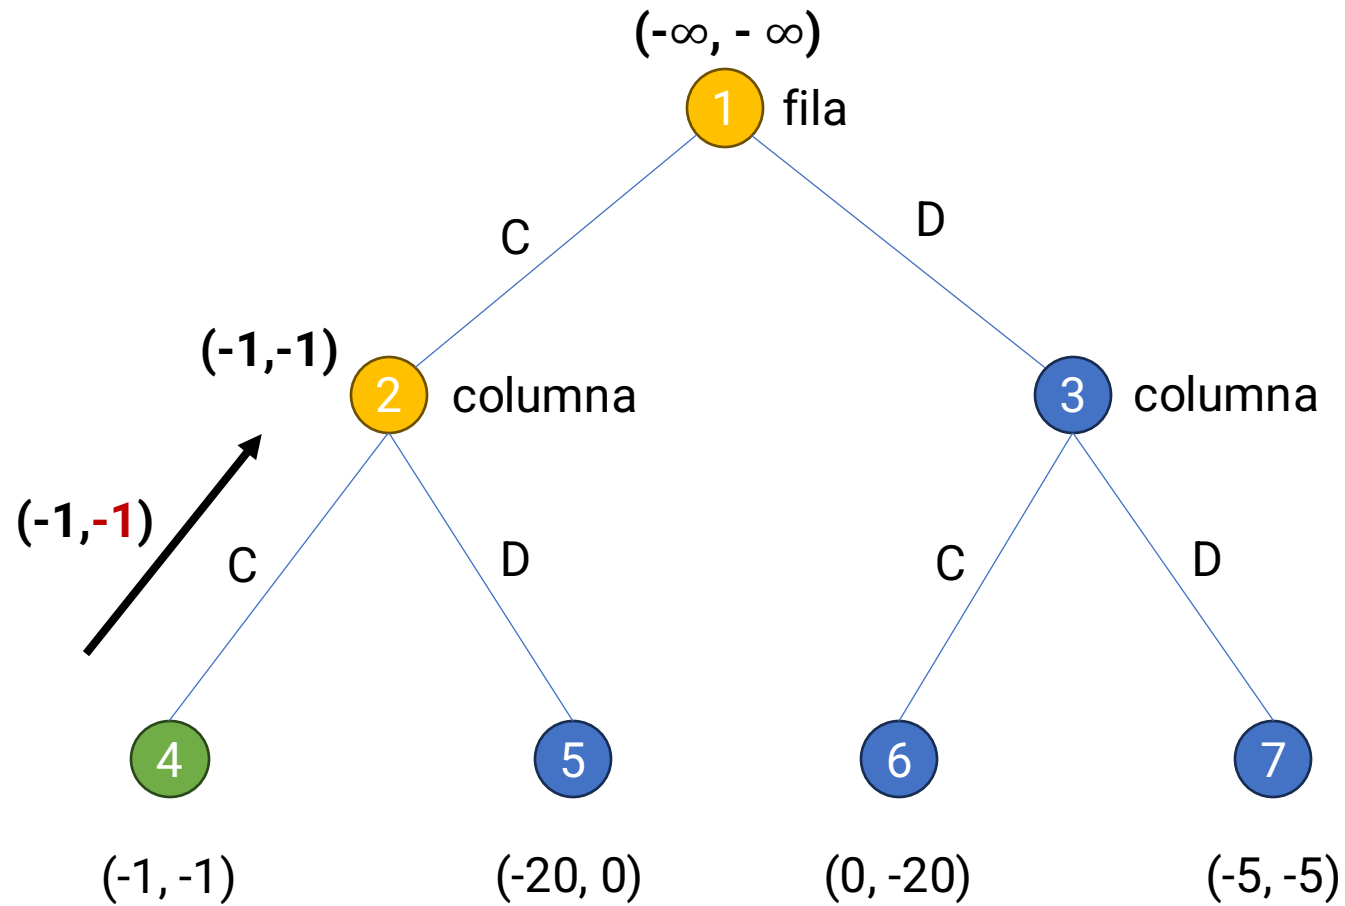 (-∞, - ∞)
1 fila
C
D
(-1,-1)
2 columna
3 columna
(-1,-1)
C
D
C
D
4
5
6
7
(-1, -1)
(-20, 0)
(0, -20)
(-5, -5)